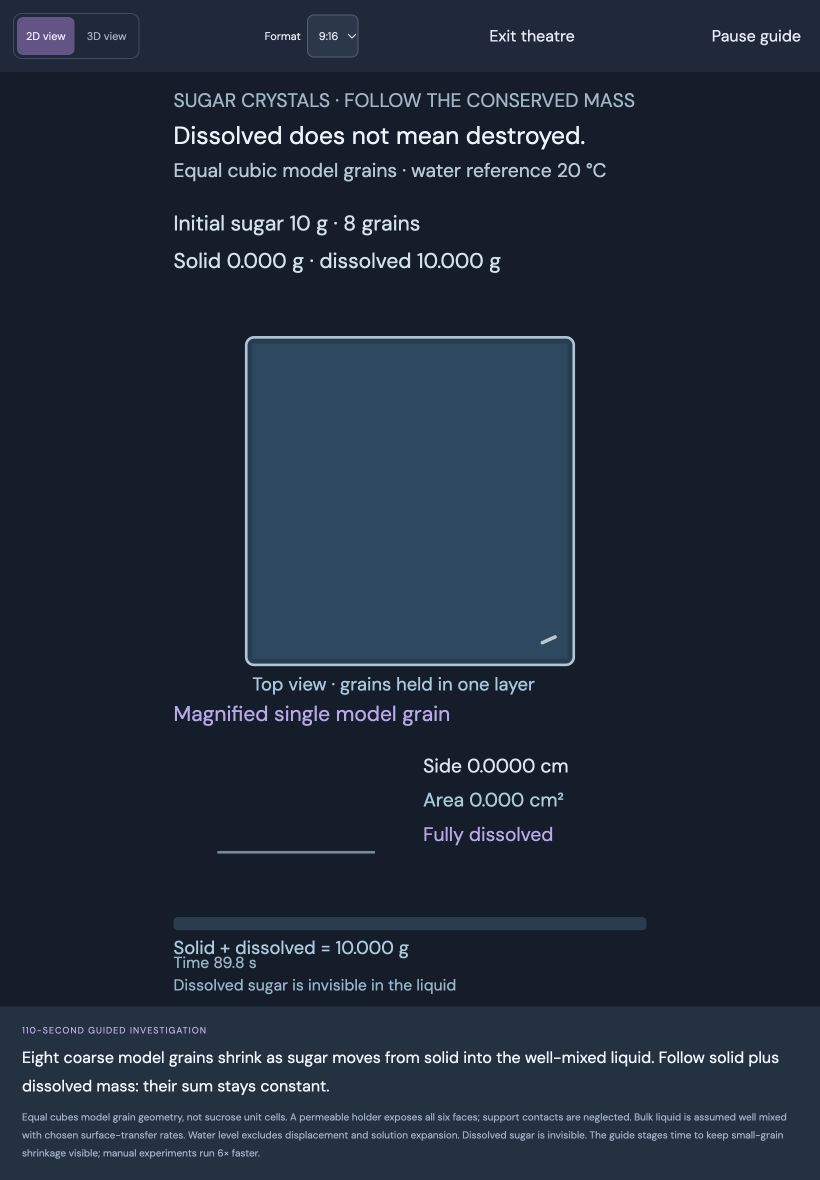 2D view 3D view Format 9:16 Exit theatre Pause guide
SUGAR CRYSTALS · FOLLOW THE CONSERVED MASS
Dissolved does not mean destroyed.
Equal cubic model grains · water reference 20 °C
Initial sugar 10 g · 8 grains
Solid 0.000 g · dissolved 10.000 g
Top view · grains held in one layer
Magnified single model grain
Side 0.0000 cm
Area 0.000 cm²
Fully dissolved
Solid + dissolved = 10.000 g
Time 89.8 s
Dissolved sugar is invisible in the liquid
110-SECOND GUIDED INVESTIGATION
Eight coarse model grains shrink as sugar moves from solid into the well-mixed liquid. Follow solid plus
dissolved mass: their sum stays constant.
Equal cubes model grain geometry, not sucrose unit cells. A permeable holder exposes all six faces; support contacts are neglected. Bulk liquid is assumed well mixed
with chosen surface-transfer rates. Water level excludes displacement and solution expansion. Dissolved sugar is invisible. The guide stages time to keep small-grain
shrinkage visible; manual experiments run 6× faster.